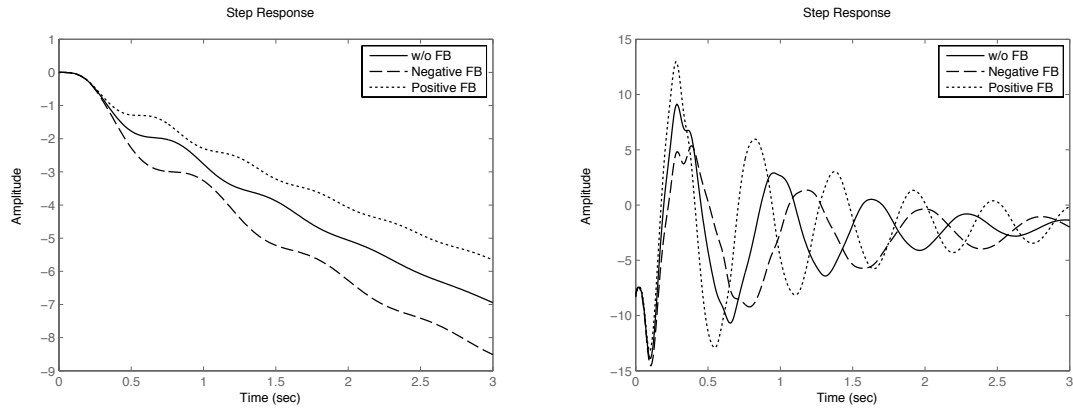 Step Response
1
0
−1
−2
−3
−4
−5
−6
−7
−8
−9
Amplitude
0
0.5
1
1.5
2
2.5
3
Time (sec)
w/o FB
Negative FB
Positive FB
Step Response
15
10
5
0
−5
−10
−15
Amplitude
0
0.5
1
1.5
2
2.5
3
Time (sec)
w/o FB
Negative FB
Positive FB